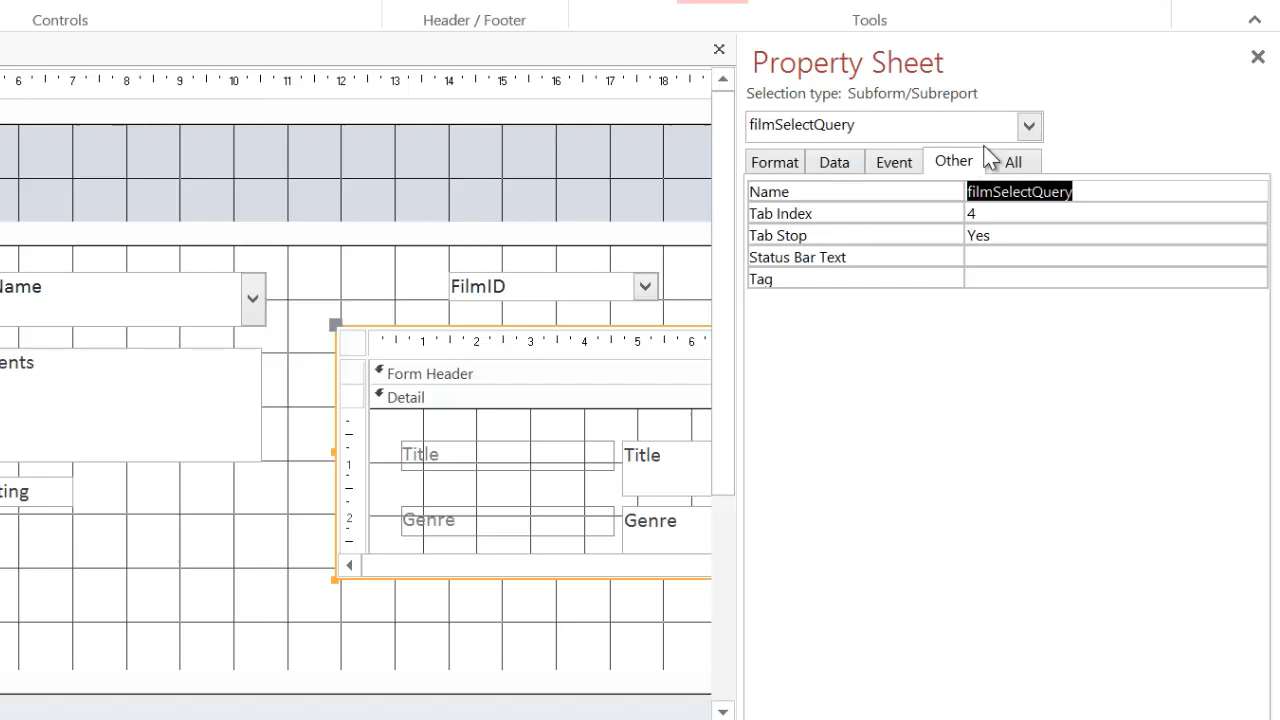 Controls
Header / Footer
Tools
6 7 8 9 10 11 12 13 14 15 16 17 18
Property Sheet
Selection type: Subform/Subreport
filmSelectQuery
Format Data Event Other All
Name filmSelectQuery
Tab Index 4
Tab Stop Yes
Status Bar Text
Tag
Name
FilmID
ents
ting
1 2 3 4 5 6
Form Header
Detail
1
2
Title Title
Genre Genre